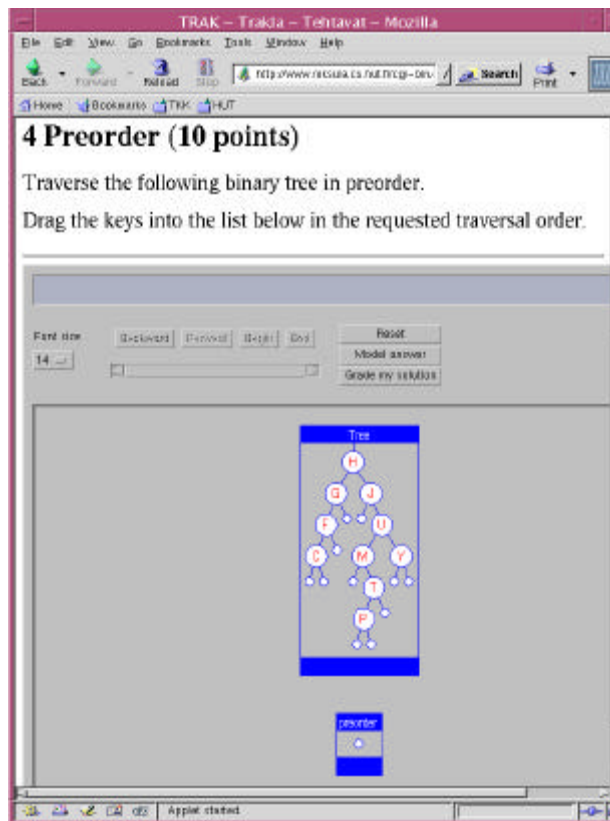 TRAK – Trakla – Tehtavat – Mozilla
File Edit View Go Bookmarks Tools Window Help
Back Forward Reload Stop Search Print
Home Bookmarks TKK HUT
4 Preorder (10 points)
Traverse the following binary tree in preorder.
Drag the keys into the list below in the requested traversal order.
Font size Backward Forward Begin End Reset
14 Model answer
Grade my solution
Tree
H
G J
F U
C M Y
T
P
preorder
Applet started